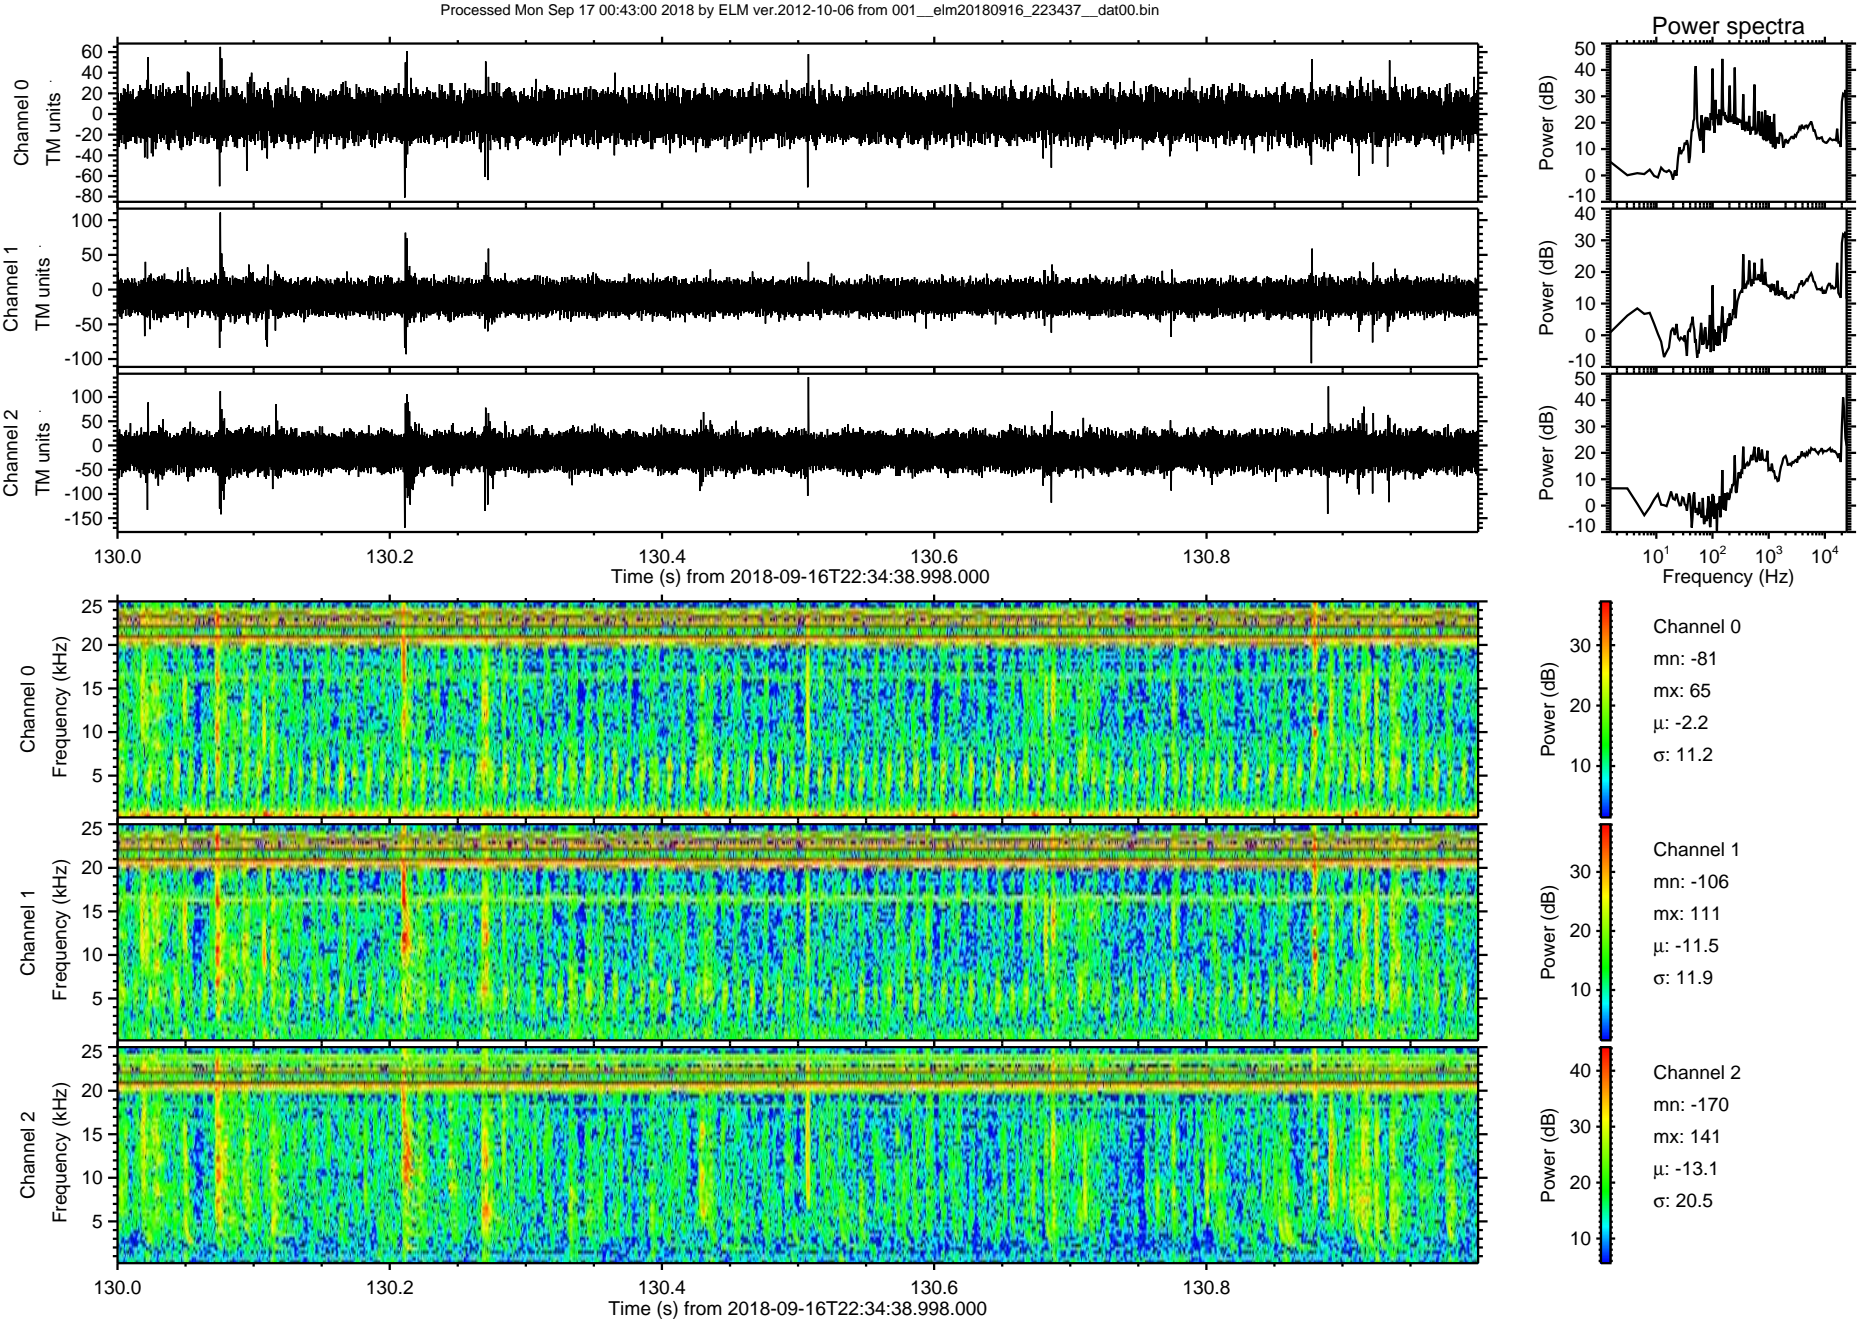 Processed Mon Sep 17 00:43:00 2018 by ELM ver.2012-10-06 from 001__elm20180916_223437__dat00.bin
Power spectra
Channel 0
TM units
60
40
20
0
-20
-40
-60
-80
Power (dB)
50
40
30
20
10
0
-10
Channel 1
TM units
100
50
0
-50
-100
Power (dB)
40
30
20
10
0
-10
Channel 2
TM units
100
50
0
-50
-100
-150
Power (dB)
50
40
30
20
10
0
-10
130.0 130.2 130.4 130.6 130.8
Time (s) from 2018-09-16T22:34:38.998.000
10^1 10^2 10^3 10^4
Frequency (Hz)
Channel 0
Frequency (kHz)
25
20
15
10
5
Power (dB)
30
20
10
Channel 0
mn: -81
mx: 65
μ: -2.2
σ: 11.2
Channel 1
Frequency (kHz)
25
20
15
10
5
Power (dB)
30
20
10
Channel 1
mn: -106
mx: 111
μ: -11.5
σ: 11.9
Channel 2
Frequency (kHz)
25
20
15
10
5
Power (dB)
40
30
20
10
Channel 2
mn: -170
mx: 141
μ: -13.1
σ: 20.5
130.0 130.2 130.4 130.6 130.8
Time (s) from 2018-09-16T22:34:38.998.000